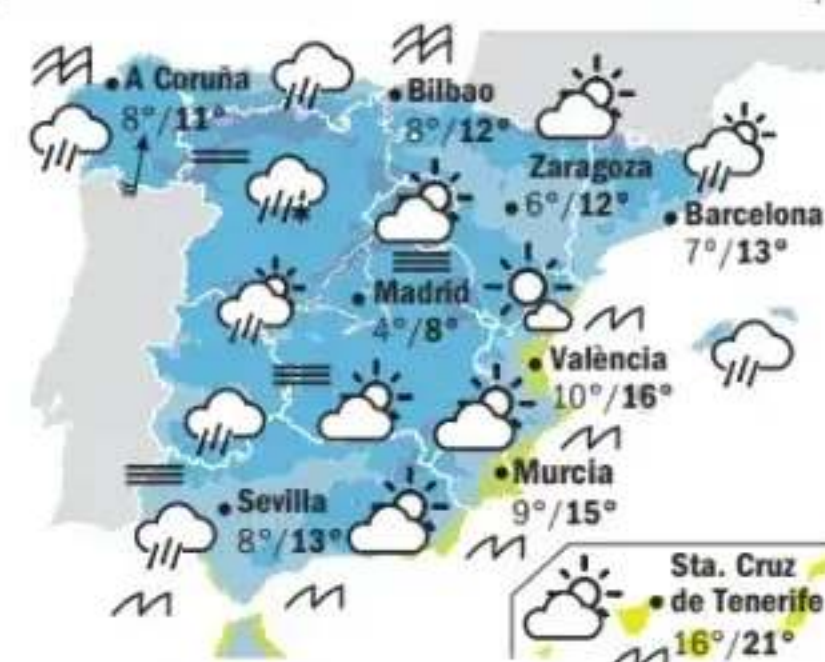 A Coruña
8°/11°
Bilbao
8°/12°
Zaragoza
6°/12°
Barcelona
7°/13°
Madrid
4°/8°
València
10°/16°
Murcia
9°/15°
Sevilla
8°/13°
Sta. Cruz
de Tenerife
16°/21°